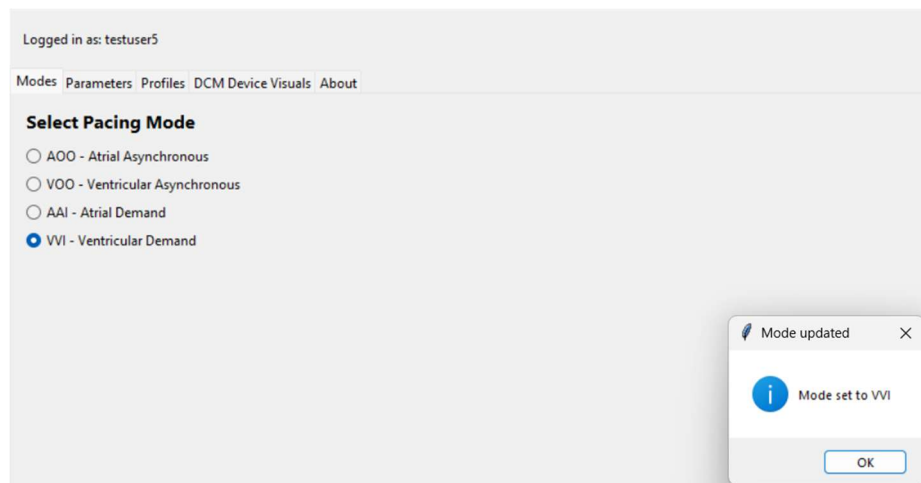 Logged in as: testuser5
Modes Parameters Profiles DCM Device Visuals About
Select Pacing Mode
AOO - Atrial Asynchronous
VOO - Ventricular Asynchronous
AAI - Atrial Demand
VVI - Ventricular Demand
Mode updated
Mode set to VVI
OK